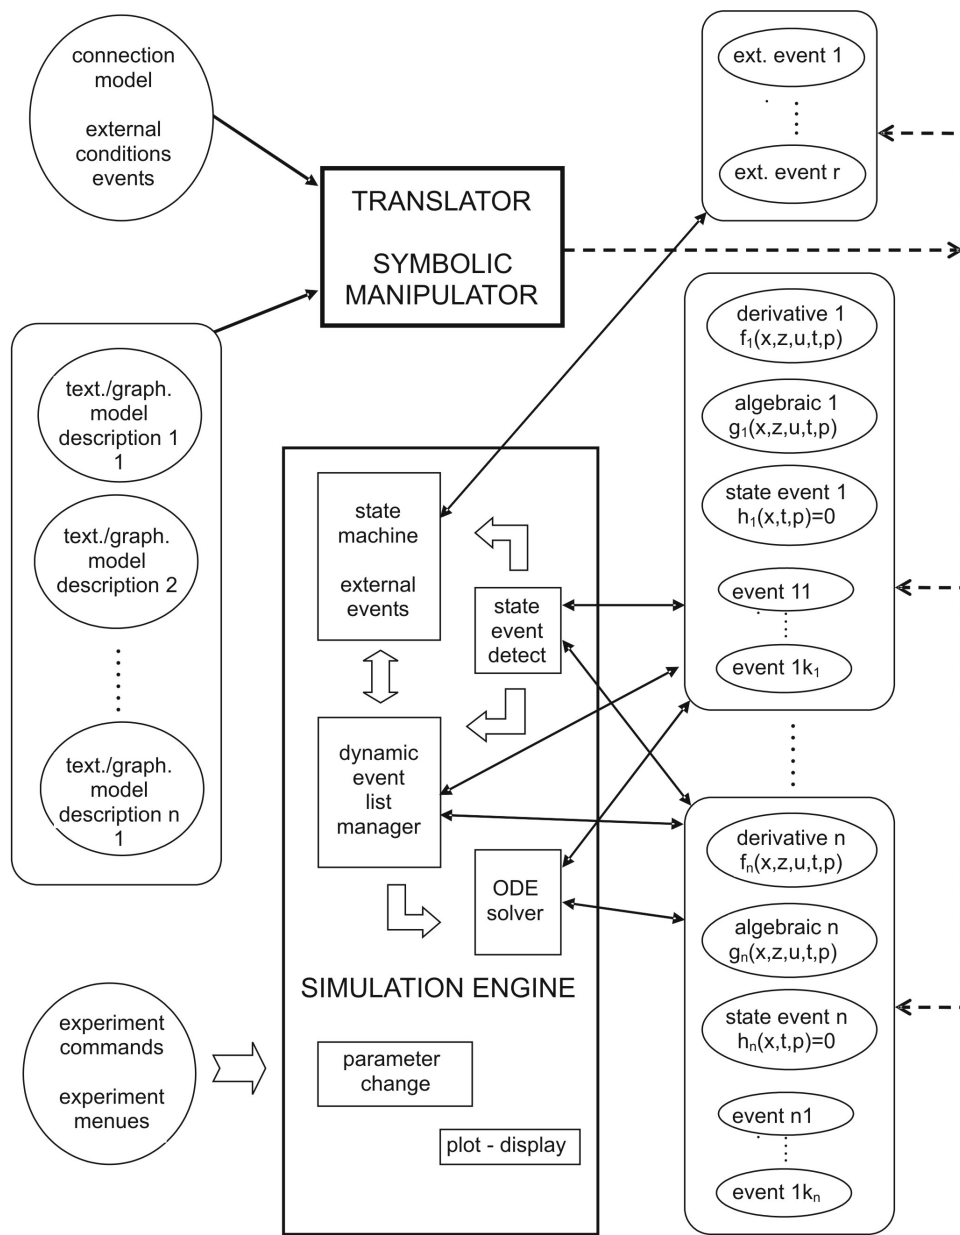 connection
model
external
conditions
events
TRANSLATOR
SYMBOLIC
MANIPULATOR
ext. event 1
ext. event r
text./graph.
model
description 1
1
text./graph.
model
description 2
text./graph.
model
description n
1
state
machine
external
events
state
event
detect
dynamic
event
list
manager
ODE
solver
SIMULATION ENGINE
parameter
change
plot - display
experiment
commands
experiment
menues
derivative 1
f₁(x,z,u,t,p)
algebraic 1
g₁(x,z,u,t,p)
state event 1
h₁(x,t,p)=0
event 11
event 1k₁
derivative n
fₙ(x,z,u,t,p)
algebraic n
gₙ(x,z,u,t,p)
state event n
hₙ(x,t,p)=0
event n1
event 1kₙ